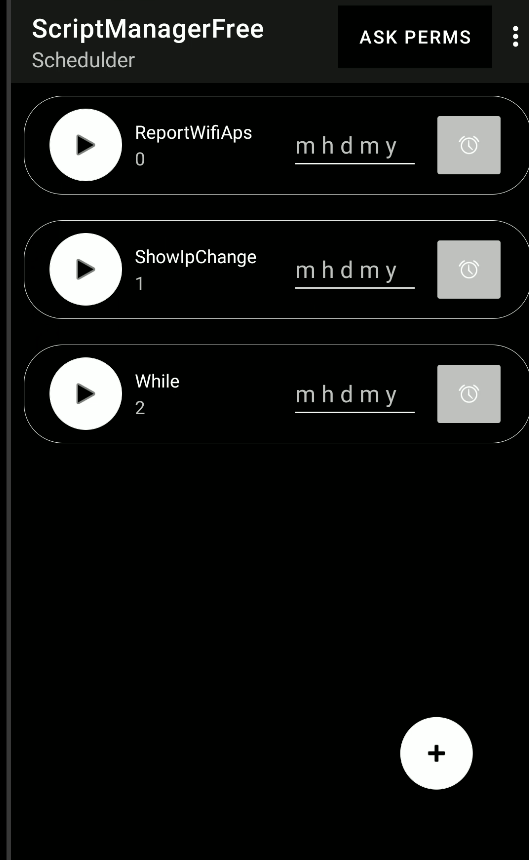 ScriptManagerFree
ASK PERMS
Schedulder
ReportWifiAps
0
m h d m y
ShowIpChange
1
m h d m y
While
2
m h d m y
+